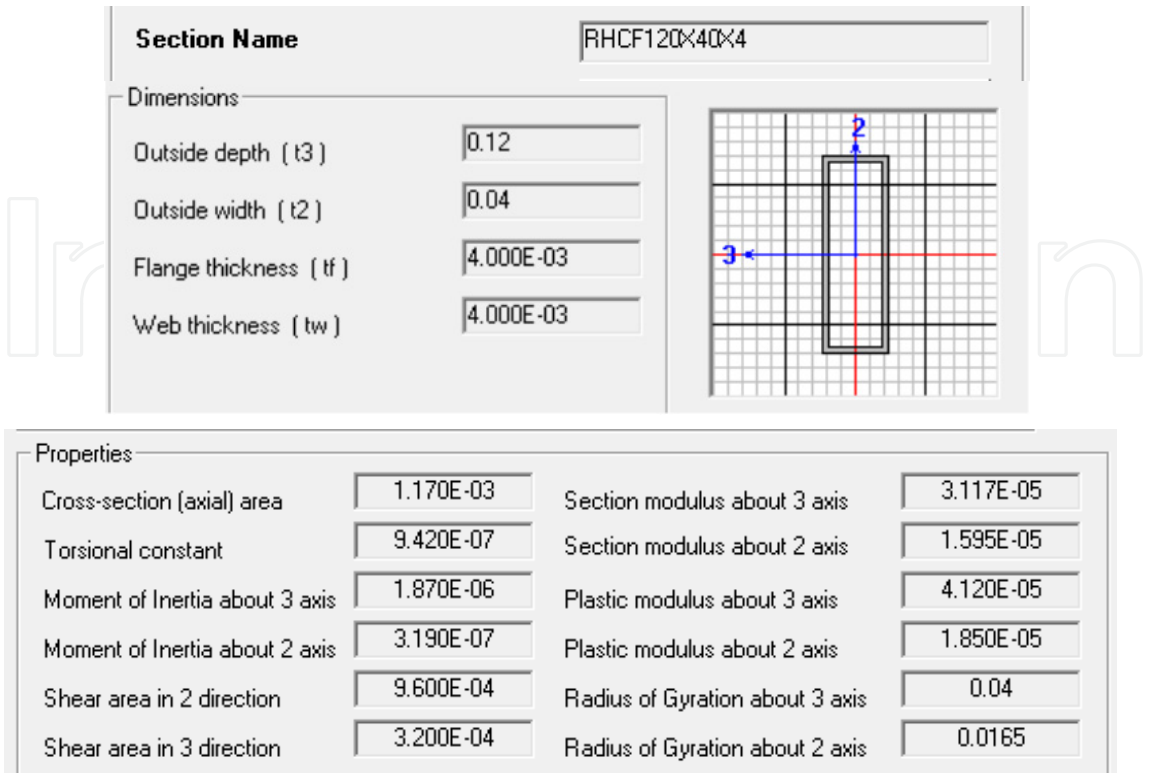 Section Name RHCF120X40X4
Dimensions
Outside depth ( t3 ) 0.12
Outside width ( t2 ) 0.04
Flange thickness ( tf ) 4.000E-03
Web thickness ( tw ) 4.000E-03
2
3
Properties
Cross-section (axial) area 1.170E-03 Section modulus about 3 axis 3.117E-05
Torsional constant 9.420E-07 Section modulus about 2 axis 1.595E-05
Moment of Inertia about 3 axis 1.870E-06 Plastic modulus about 3 axis 4.120E-05
Moment of Inertia about 2 axis 3.190E-07 Plastic modulus about 2 axis 1.850E-05
Shear area in 2 direction 9.600E-04 Radius of Gyration about 3 axis 0.04
Shear area in 3 direction 3.200E-04 Radius of Gyration about 2 axis 0.0165